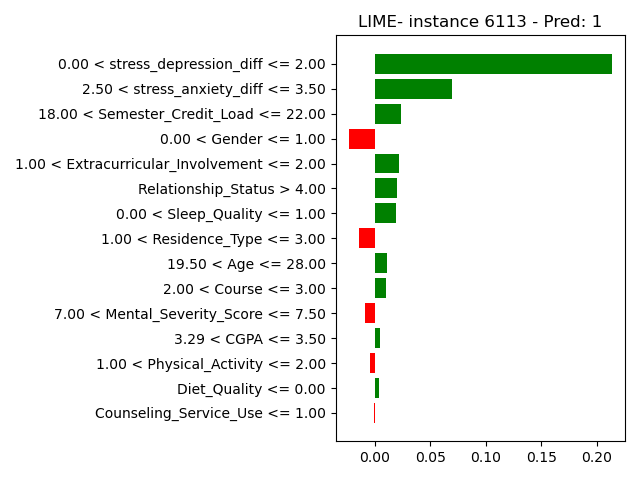 LIME- instance 6113 - Pred: 1
0.00 < stress_depression_diff <= 2.00
2.50 < stress_anxiety_diff <= 3.50
18.00 < Semester_Credit_Load <= 22.00
0.00 < Gender <= 1.00
1.00 < Extracurricular_Involvement <= 2.00
Relationship_Status > 4.00
0.00 < Sleep_Quality <= 1.00
1.00 < Residence_Type <= 3.00
19.50 < Age <= 28.00
2.00 < Course <= 3.00
7.00 < Mental_Severity_Score <= 7.50
3.29 < CGPA <= 3.50
1.00 < Physical_Activity <= 2.00
Diet_Quality <= 0.00
Counseling_Service_Use <= 1.00
0.00 0.05 0.10 0.15 0.20